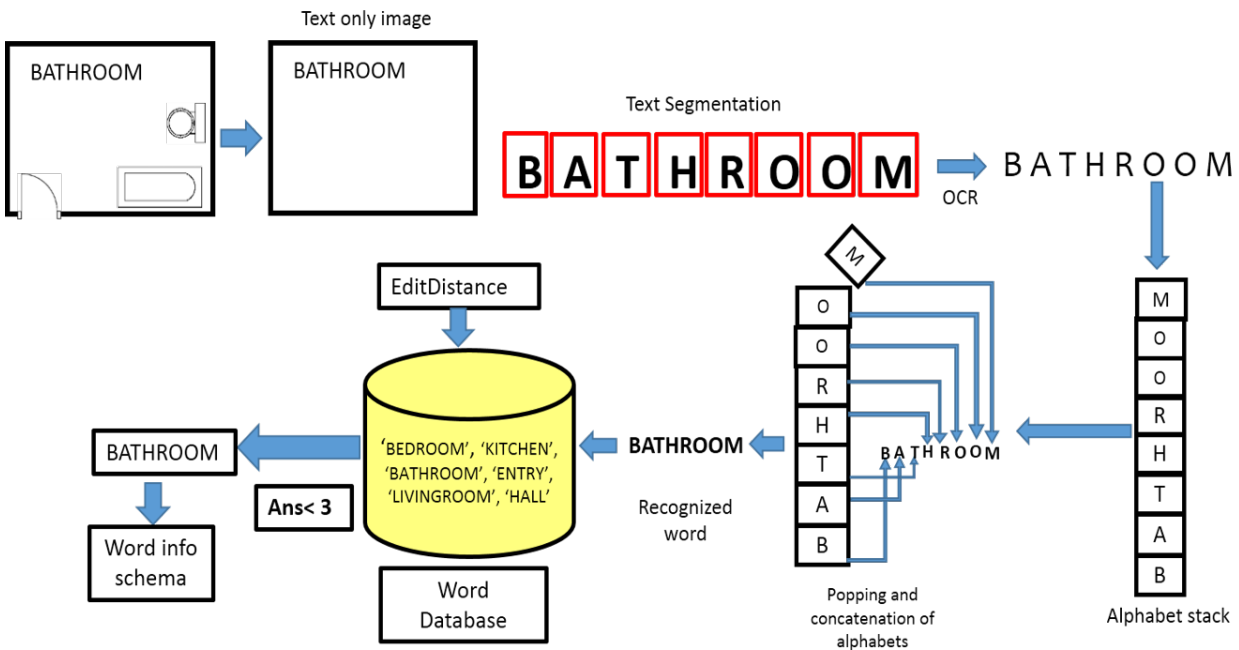 Text only image
BATHROOM
BATHROOM
Text Segmentation
B A T H R O O M
OCR
B A T H R O O M
M
O
O
R
H
T
A
B
Alphabet stack
M
O
O
R
H
T
A
B
B A T H R O O M
Popping and
concatenation of
alphabets
BATHROOM
Recognized
word
EditDistance
'BEDROOM', 'KITCHEN',
'BATHROOM', 'ENTRY',
'LIVINGROOM', 'HALL'
Word
Database
Ans< 3
BATHROOM
Word info
schema